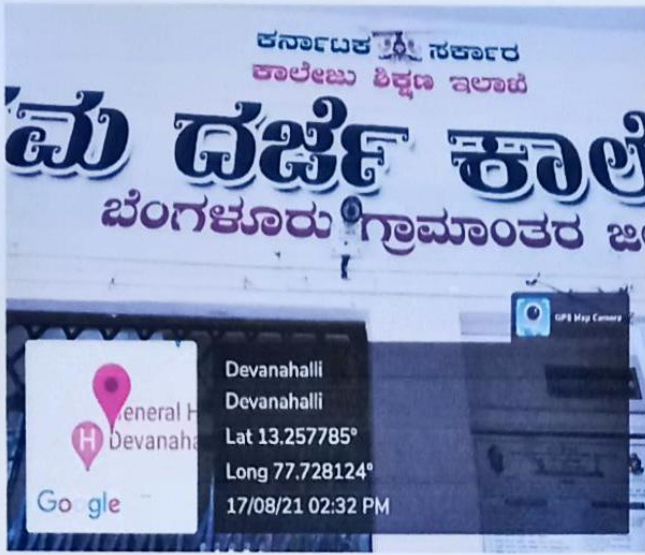 ಕರ್ನಾಟಕ ಸರ್ಕಾರ
ಕಾಲೇಜು ಶಿಕ್ಷಣ ಇಲಾಖೆ
ದರ್ಜೆ
ಬೆಂಗಳೂರು ಗ್ರಾಮಾಂತರ
GPS Map Camera
eneral H
Devanaha
H
Google
Devanahalli
Devanahalli
Lat 13.257785°
Long 77.728124°
17/08/21 02:32 PM